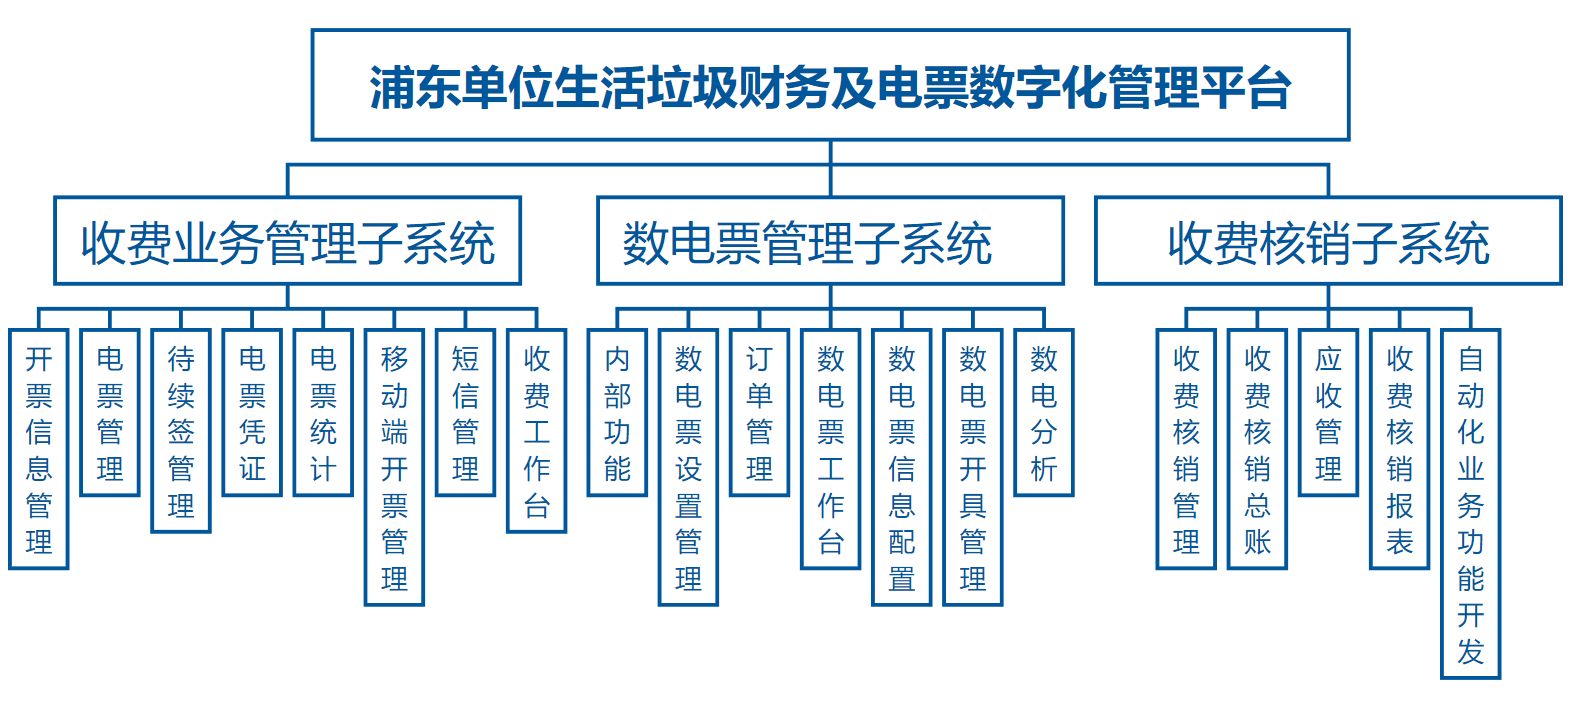 浦东单位生活垃圾财务及电票数字化管理平台
收费业务管理子系统
数电票管理子系统
收费核销子系统
开票信息管理
电票管理
待续签管理
电票凭证
电票统计
移动端开票管理
短信管理
收费工作台
内部功能
数电票设置管理
订单管理
数电票工作台
数电票信息配置
数电票开具管理
数电分析
收费核销管理
收费核销总账
应收管理
收费核销报表
自动化业务功能开发